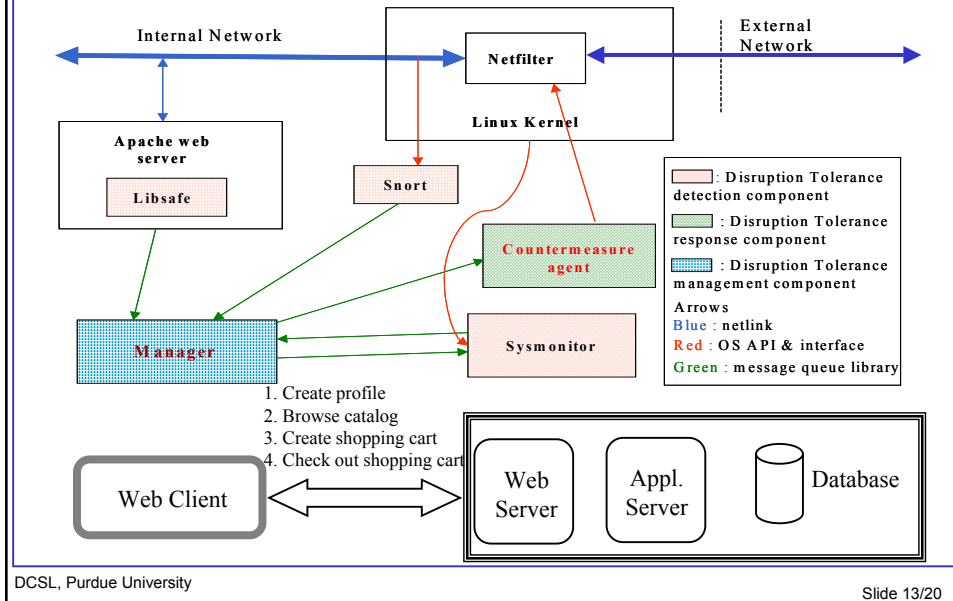 Internal Network
External
Network
Netfilter
Linux Kernel
Apache web
server
Libsafe
Snort
Countermeasure
agent
Manager
Sysmonitor
: Disruption Tolerance
detection component
: Disruption Tolerance
response component
: Disruption Tolerance
management component
Arrows
Blue : netlink
Red : OS API & interface
Green : message queue library
1. Create profile
2. Browse catalog
3. Create shopping cart
4. Check out shopping cart
Web Client
Web
Server
Appl.
Server
Database
DCSL, Purdue University
Slide 13/20